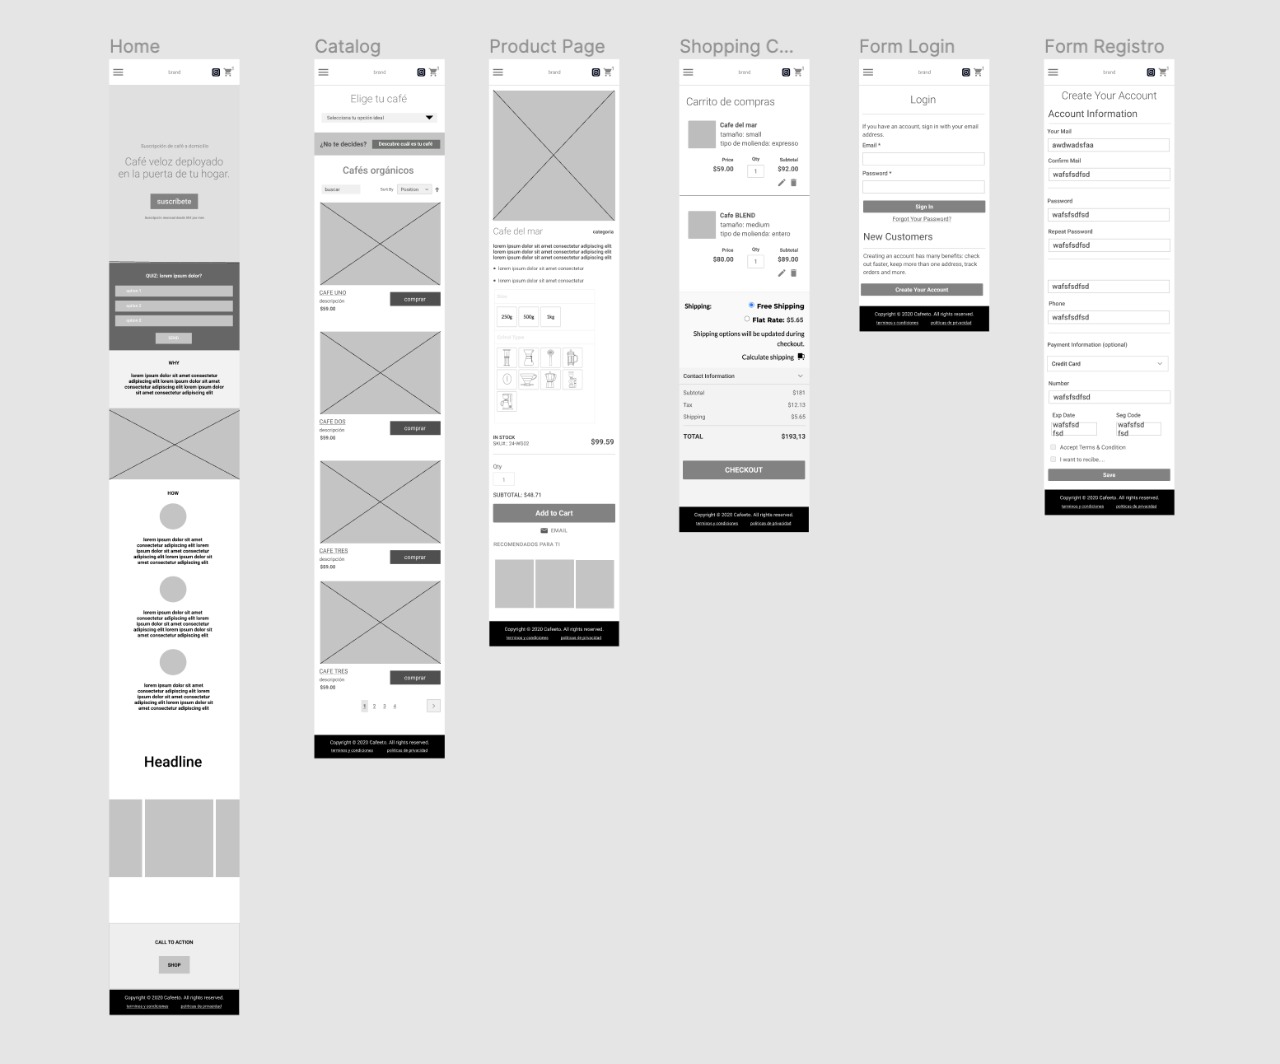 Home
brand
Suscripción de café a domicilio
Café veloz deployado
en la puerta de tu hogar.
suscríbete
QUIZ: lorem ipsum dolor?
WHY
lorem ipsum dolor sit amet consectetur
adipiscing elit lorem ipsum dolor sit amet
consectetur adipiscing elit lorem ipsum
dolor sit amet consectetur adipiscing elit
HOW
lorem ipsum dolor sit amet
consectetur adipiscing elit lorem
ipsum dolor sit amet consectetur
adipiscing elit lorem ipsum dolor
sit amet consectetur adipiscing elit
lorem ipsum dolor sit amet
consectetur adipiscing elit lorem
ipsum dolor sit amet consectetur
adipiscing elit lorem ipsum dolor sit
amet consectetur adipiscing elit
lorem ipsum dolor sit amet
consectetur adipiscing elit lorem
ipsum dolor sit amet consectetur
adipiscing elit lorem ipsum dolor sit
amet consectetur adipiscing elit
Headline
CALL TO ACTION
SHOP
Copyright © 2020 Cafeeto. All rights reserved.
terminos y condiciones políticas de privacidad
Catalog
brand
Elige tu café
Selecciona tu opción ideal
¿No te decides? Descubre cuál es tu café
Cafés orgánicos
buscar Sort By Position
CAFE UNO
descripción
$59.00
comprar
CAFE DOS
descripción
$59.00
comprar
CAFE TRES
descripción
$59.00
comprar
CAFE TRES
descripción
$59.00
comprar
1 2 3 4 >
Copyright © 2020 Cafeeto. All rights reserved.
terminos y condiciones políticas de privacidad
Product Page
brand
Cafe del mar categoria
lorem ipsum dolor sit amet consectetur adipiscing elit
lorem ipsum dolor sit amet consectetur adipiscing elit
lorem ipsum dolor sit amet consectetur adipiscing elit
lorem ipsum dolor sit amet consectetur
lorem ipsum dolor sit amet consectetur
Size
250g 500g 1kg
Grind Type
IN STOCK
SKU#: 24-WS02
$99.59
Qty
1
SUBTOTAL: $48.71
Add to Cart
EMAIL
RECOMENDADOS PARA TI
Copyright © 2020 Cafeeto. All rights reserved.
terminos y condiciones políticas de privacidad
Shopping C...
brand
Carrito de compras
Cafe del mar
tamaño: small
tipo de molienda: expresso
Price Qty Subtotal
$59.00 1 $92.00
Cafe BLEND
tamaño: medium
tipo de molienda: entero
Price Qty Subtotal
$80.00 1 $89.00
Shipping: Free Shipping
Flat Rate: $5.65
Shipping options will be updated during
checkout.
Calculate shipping
Contact Information
Subtotal $181
Tax $12.13
Shipping $5.65
TOTAL $193,13
CHECKOUT
Copyright © 2020 Cafeeto. All rights reserved.
terminos y condiciones políticas de privacidad
Form Login
brand
Login
If you have an account, sign in with your email
address.
Email *
Password *
Sign In
Forgot Your Password?
New Customers
Creating an account has many benefits: check
out faster, keep more than one address, track
orders and more.
Create Your Account
Copyright © 2020 Cafeeto. All rights reserved.
terminos y condiciones políticas de privacidad
Form Registro
brand
Create Your Account
Account Information
Your Mail
awdwadsfaa
Confirm Mail
wafsfsdfsd
Password
wafsfsdfsd
Repeat Password
wafsfsdfsd
wafsfsdfsd
Phone
wafsfsdfsd
Payment Information (optional)
Credit Card
Number
wafsfsdfsd
Exp Date Seg Code
wafsfsd wafsfsd
fsd fsd
Accept Terms & Condition
I want to recibe...
Save
Copyright © 2020 Cafeeto. All rights reserved.
terminos y condiciones políticas de privacidad